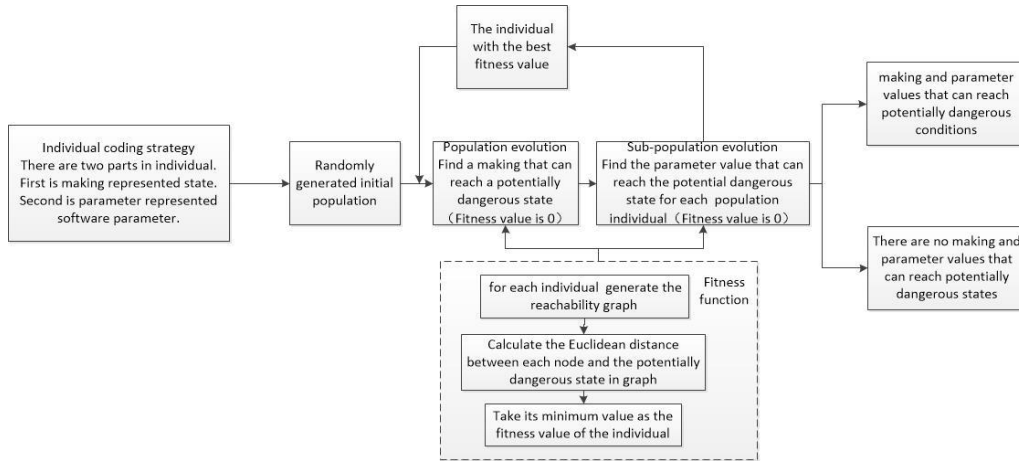 The individual
with the best
fitness value
making and parameter
values that can reach
potentially dangerous
conditions
Individual coding strategy
There are two parts in individual.
First is making represented state.
Second is parameter represented
software parameter.
Randomly
generated initial
population
Population evolution
Find a making that can
reach a potentially
dangerous state
（Fitness value is 0）
Sub-population evolution
Find the parameter value that can
reach the potential dangerous
state for each population
individual（Fitness value is 0）
There are no making and
parameter values that
can reach potentially
dangerous states
Fitness
function
for each individual generate the
reachability graph
Calculate the Euclidean distance
between each node and the potentially
dangerous state in graph
Take its minimum value as the
fitness value of the individual